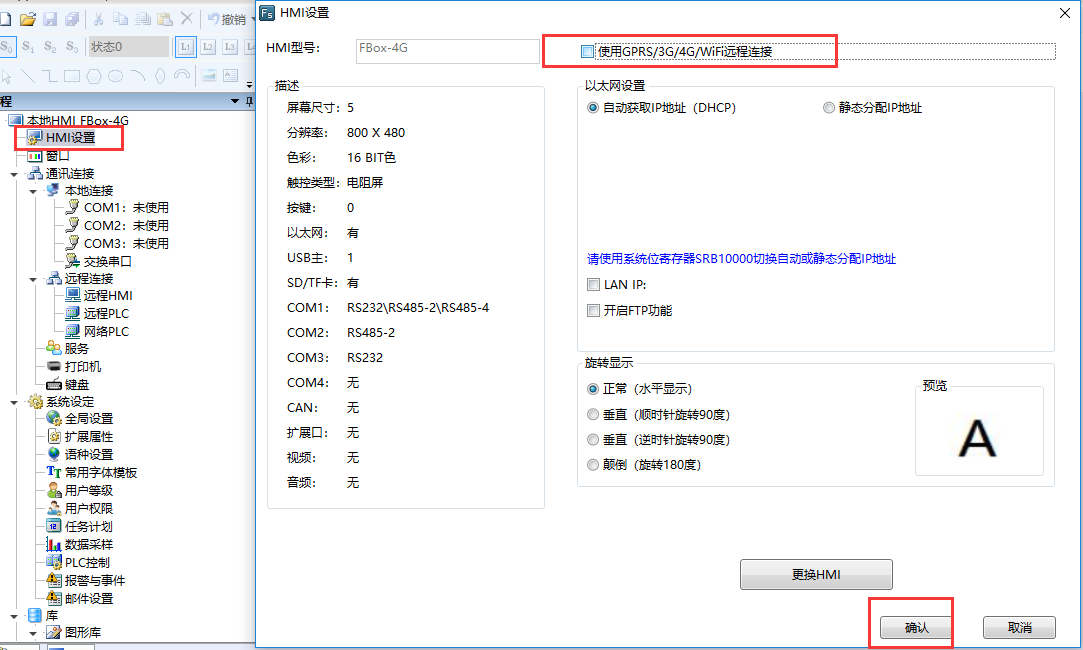 撤销
S0 S1 S2 S3 状态0 L1 L2 L3
程
本地HMI FBox-4G
HMI设置
窗口
通讯连接
本地连接
COM1：未使用
COM2：未使用
COM3：未使用
交换串口
远程连接
远程HMI
远程PLC
网络PLC
服务
打印机
键盘
系统设定
全局设置
扩展属性
语种设置
常用字体模板
用户等级
用户权限
任务计划
数据采样
PLC控制
报警与事件
邮件设置
库
图形库
Fs HMI设置
HMI型号： FBox-4G
使用GPRS/3G/4G/WiFi远程连接
描述
屏幕尺寸： 5
分辨率： 800 X 480
色彩： 16 BIT色
触控类型： 电阻屏
按键： 0
以太网： 有
USB主： 1
SD/TF卡： 有
COM1： RS232\RS485-2\RS485-4
COM2： RS485-2
COM3： RS232
COM4： 无
CAN： 无
扩展口： 无
视频： 无
音频： 无
以太网设置
自动获取IP地址（DHCP） 静态分配IP地址
请使用系统位寄存器SRB10000切换自动或静态分配IP地址
LAN IP:
开启FTP功能
旋转显示
正常（水平显示）
垂直（顺时针旋转90度）
垂直（逆时针旋转90度）
颠倒（旋转180度）
预览
A
更换HMI
确认 取消